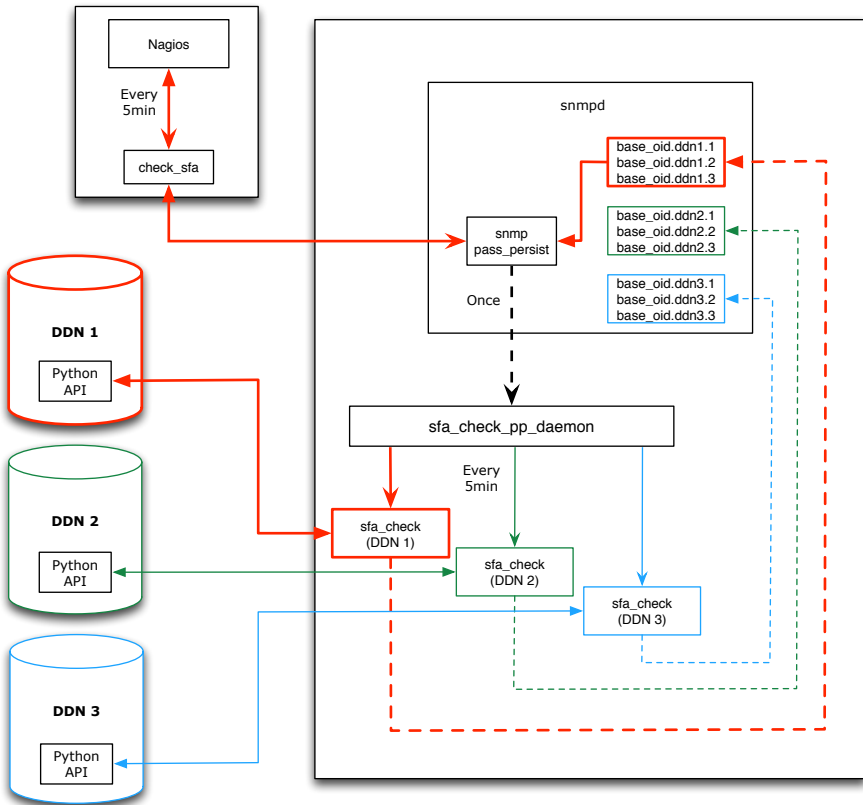 Nagios
Every
5min
check_sfa
snmpd
base_oid.ddn1.1
base_oid.ddn1.2
base_oid.ddn1.3
snmp
pass_persist
base_oid.ddn2.1
base_oid.ddn2.2
base_oid.ddn2.3
Once
base_oid.ddn3.1
base_oid.ddn3.2
base_oid.ddn3.3
DDN 1
Python
API
sfa_check_pp_daemon
Every
5min
DDN 2
Python
API
sfa_check
(DDN 1)
sfa_check
(DDN 2)
sfa_check
(DDN 3)
DDN 3
Python
API